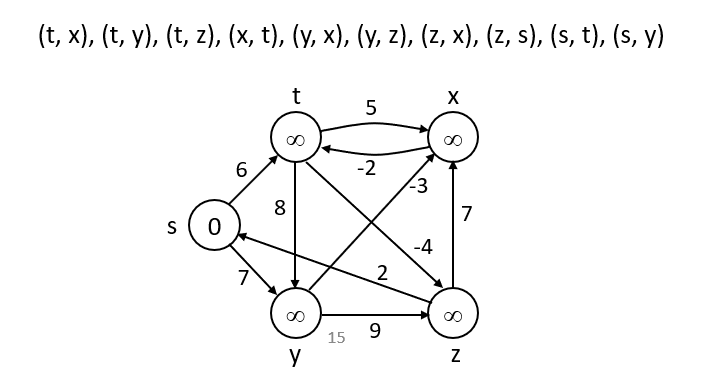 (t, x), (t, y), (t, z), (x, t), (y, x), (y, z), (z, x), (z, s), (s, t), (s, y)
t
x
5
∞
∞
-2
6
-3
8
7
s
0
-4
7
2
∞
∞
15
9
y
z